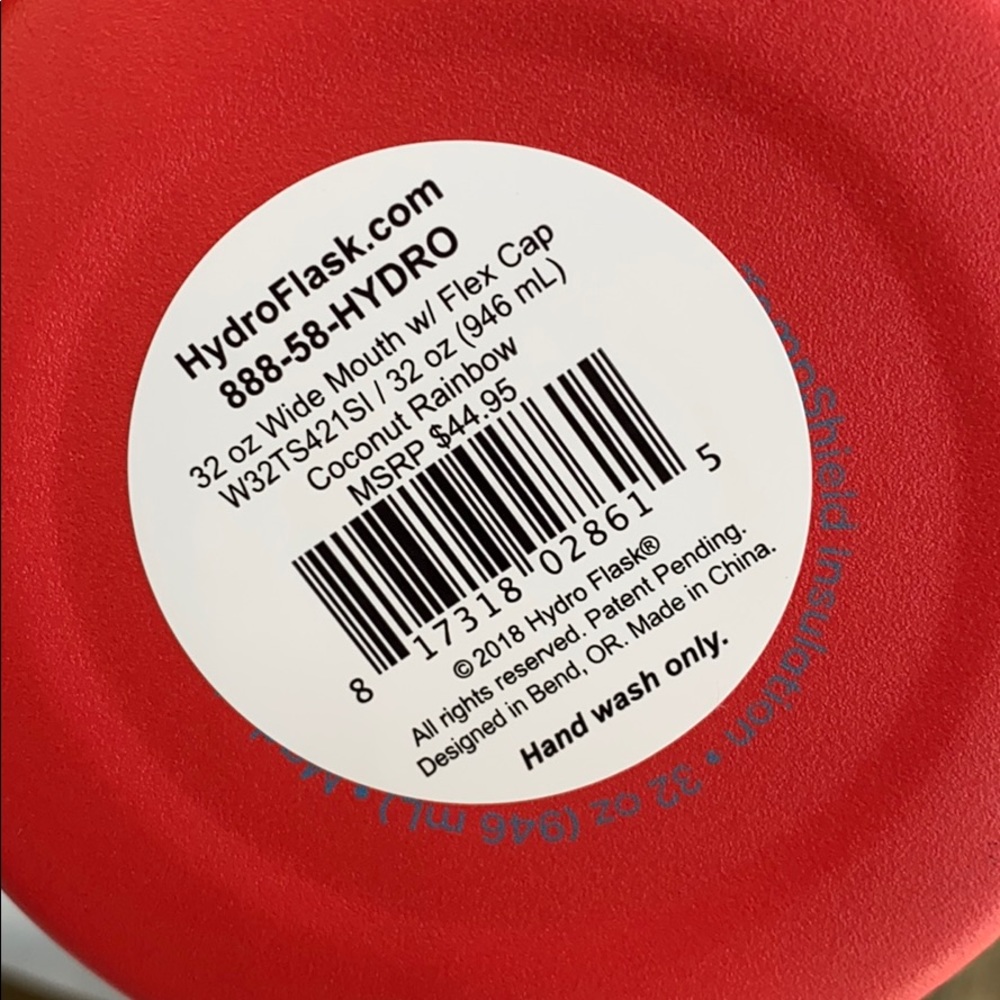 HydroFlask.com
888-58-HYDRO
32 oz Wide Mouth w/ Flex Cap
W32TS421SI / 32 oz (946 mL)
Coconut Rainbow
MSRP $44.95
8 17318 02861 5
©2018 Hydro Flask®
All rights reserved. Patent Pending.
Designed in Bend, OR. Made in China.
Hand wash only.
insulation • 32 oz (946 mL) •